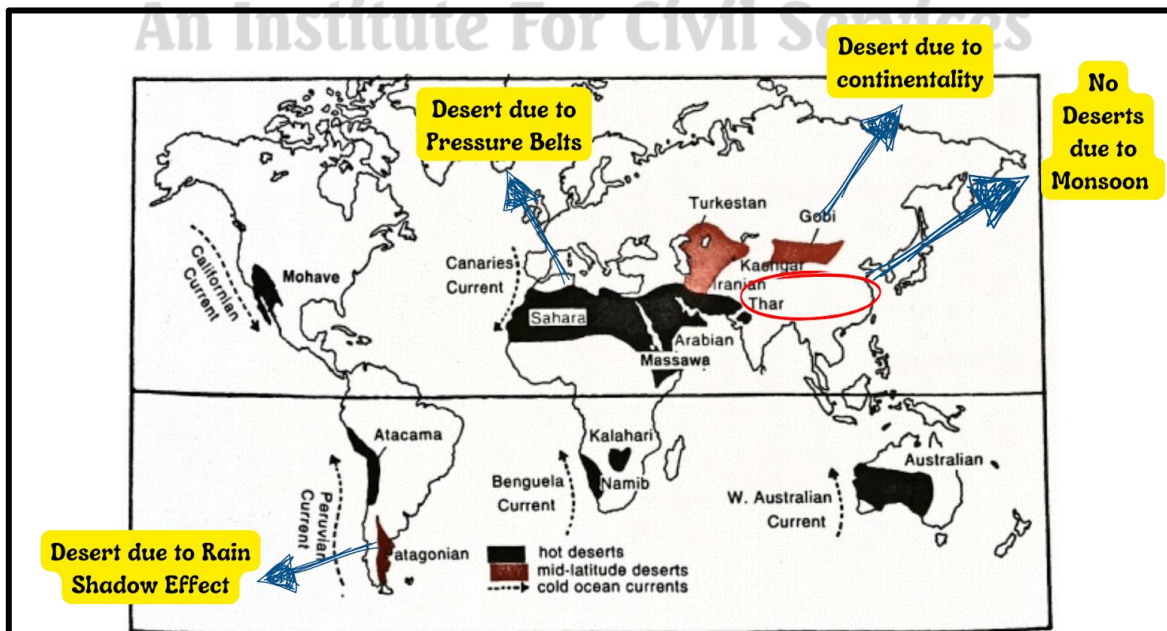 An Institute For Civil Services
Desert due to
continentality
No
Deserts
due to
Monsoon
Desert due to
Pressure Belts
Turkestan
Gobi
Kashgar
Iranian
Thar
Canaries
Current
Mohave
Californian
Current
Sahara
Arabian
Massawa
Atacama
Kalahari
Namib
Australian
Peruvian
Current
Benguela
Current
W. Australian
Current
Patagonian
Desert due to Rain
Shadow Effect
hot deserts
mid-latitude deserts
cold ocean currents